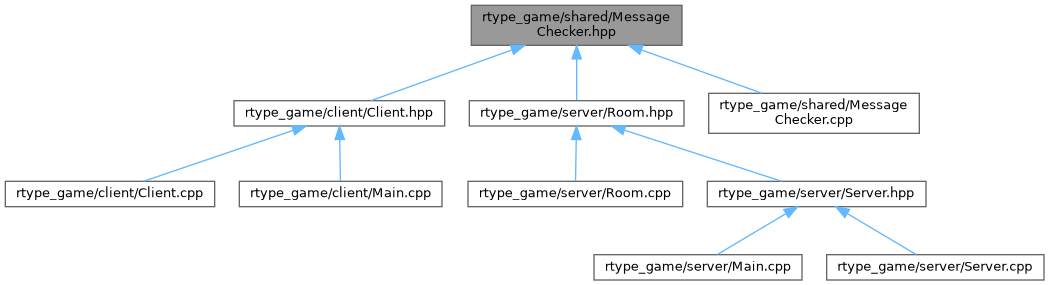 rtype_game/shared/Message
Checker.hpp
rtype_game/client/Client.hpp
rtype_game/server/Room.hpp
rtype_game/shared/Message
Checker.cpp
rtype_game/client/Client.cpp
rtype_game/client/Main.cpp
rtype_game/server/Room.cpp
rtype_game/server/Server.hpp
rtype_game/server/Main.cpp
rtype_game/server/Server.cpp